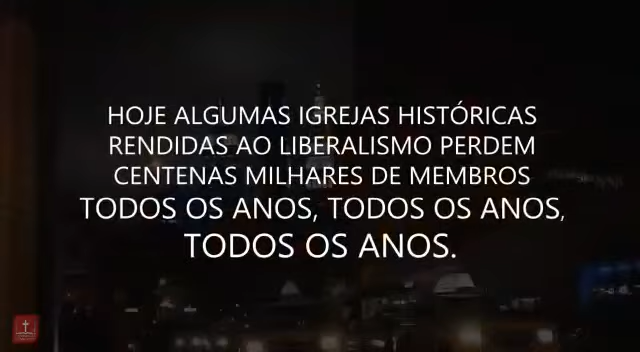 HOJE ALGUMAS IGREJAS HISTÓRICAS
RENDIDAS AO LIBERALISMO PERDEM
CENTENAS MILHARES DE MEMBROS
TODOS OS ANOS, TODOS OS ANOS,
TODOS OS ANOS.